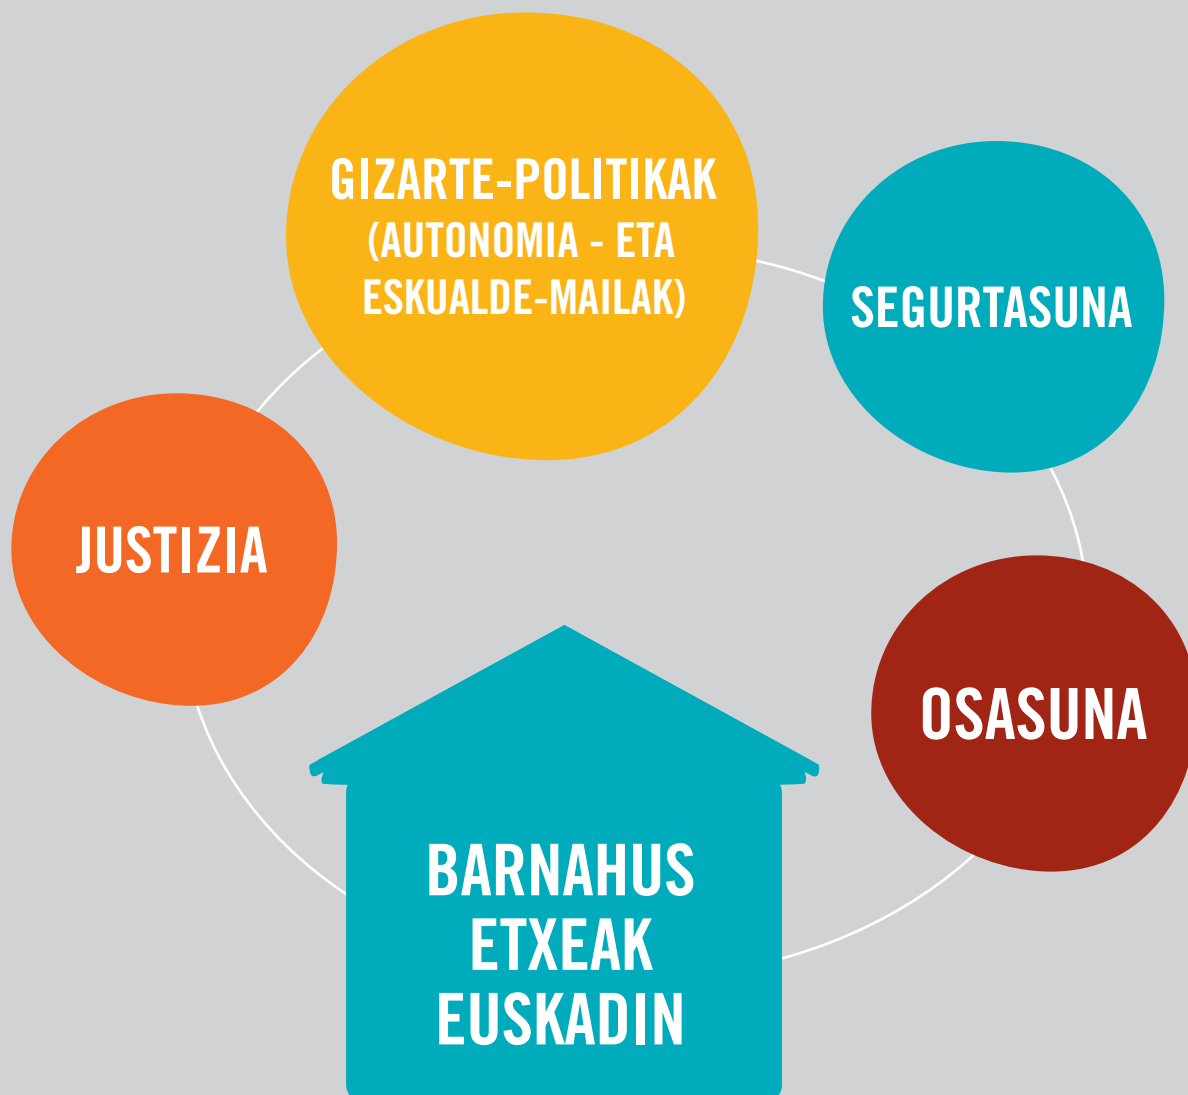 GIZARTE-POLITIKAK
(AUTONOMIA - ETA
ESKUALDE-MAILAK)
SEGURTASUNA
JUSTIZIA
OSASUNA
BARNAHUS
ETXEAK
EUSKADIN